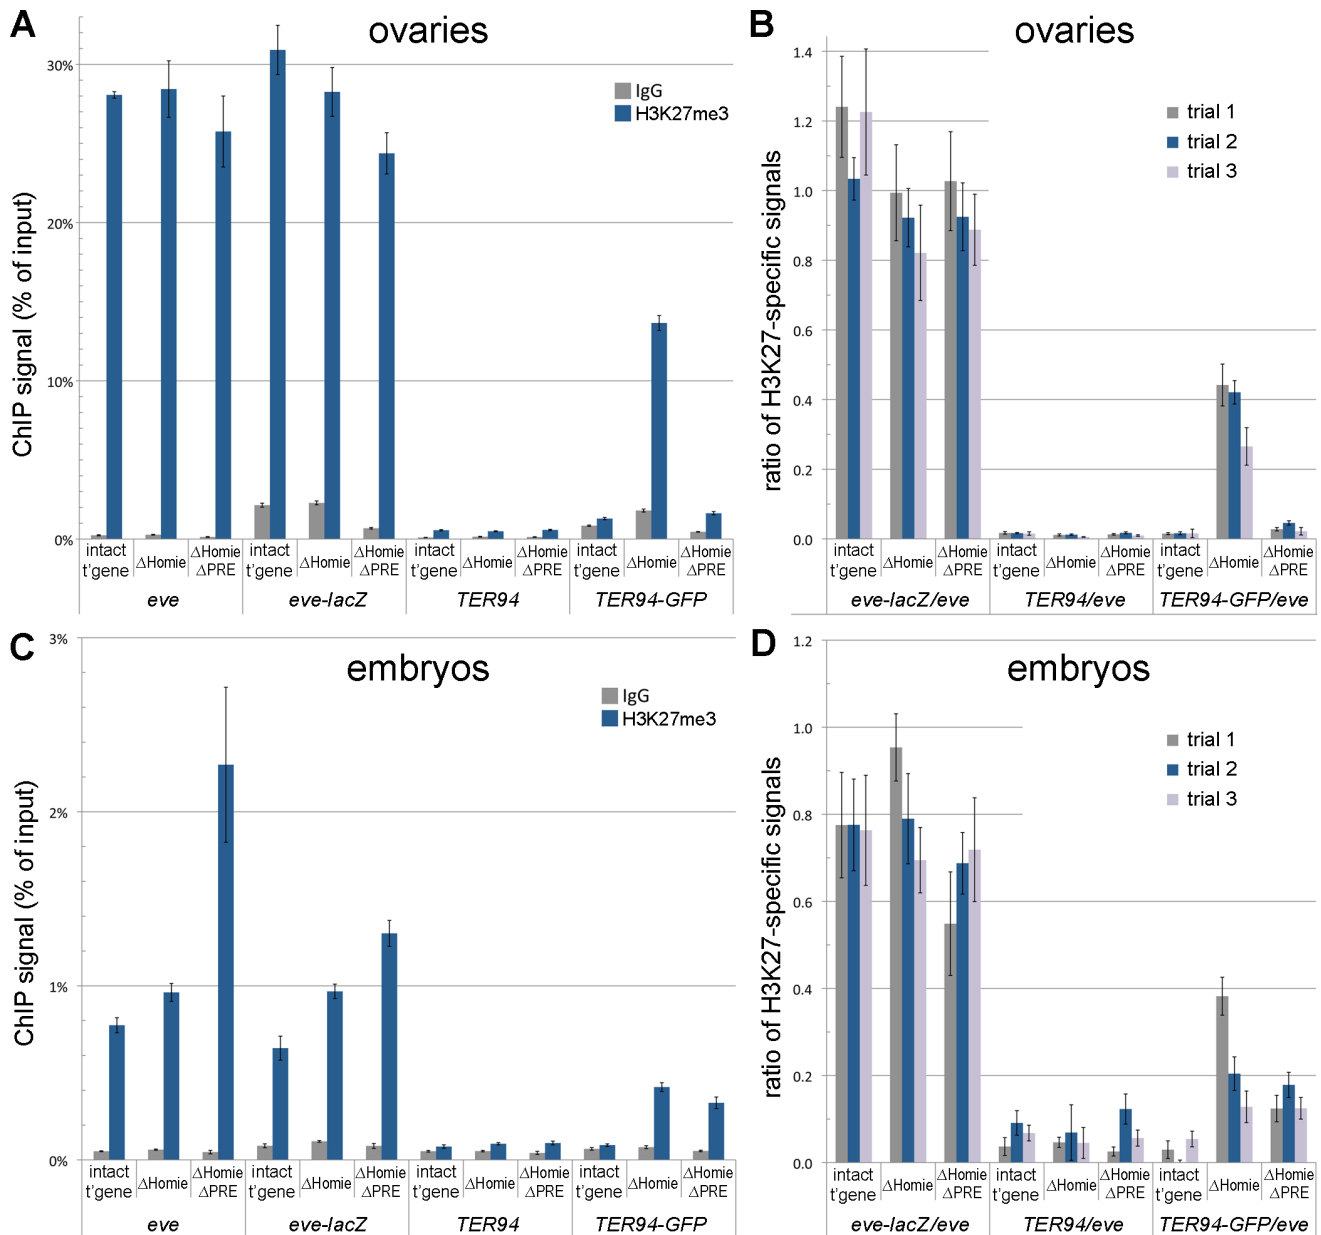 A
ovaries
ChIP signal (% of input)
30%
20%
10%
0%
IgG
H3K27me3
intact t'gene
ΔHomie
ΔHomie ΔPRE
intact t'gene
ΔHomie
ΔHomie ΔPRE
intact t'gene
ΔHomie
ΔHomie ΔPRE
intact t'gene
ΔHomie
ΔHomie ΔPRE
eve
eve-lacZ
TER94
TER94-GFP
B
ovaries
ratio of H3K27-specific signals
1.4
1.2
1.0
0.8
0.6
0.4
0.2
0.0
trial 1
trial 2
trial 3
intact t'gene
ΔHomie
ΔHomie ΔPRE
intact t'gene
ΔHomie
ΔHomie ΔPRE
intact t'gene
ΔHomie
ΔHomie ΔPRE
eve-lacZ/eve
TER94/eve
TER94-GFP/eve
C
embryos
ChIP signal (% of input)
3%
2%
1%
0%
IgG
H3K27me3
intact t'gene
ΔHomie
ΔHomie ΔPRE
intact t'gene
ΔHomie
ΔHomie ΔPRE
intact t'gene
ΔHomie
ΔHomie ΔPRE
intact t'gene
ΔHomie
ΔHomie ΔPRE
eve
eve-lacZ
TER94
TER94-GFP
D
embryos
ratio of H3K27-specific signals
1.2
1.0
0.8
0.6
0.4
0.2
0.0
trial 1
trial 2
trial 3
intact t'gene
ΔHomie
ΔHomie ΔPRE
intact t'gene
ΔHomie
ΔHomie ΔPRE
intact t'gene
ΔHomie
ΔHomie ΔPRE
eve-lacZ/eve
TER94/eve
TER94-GFP/eve